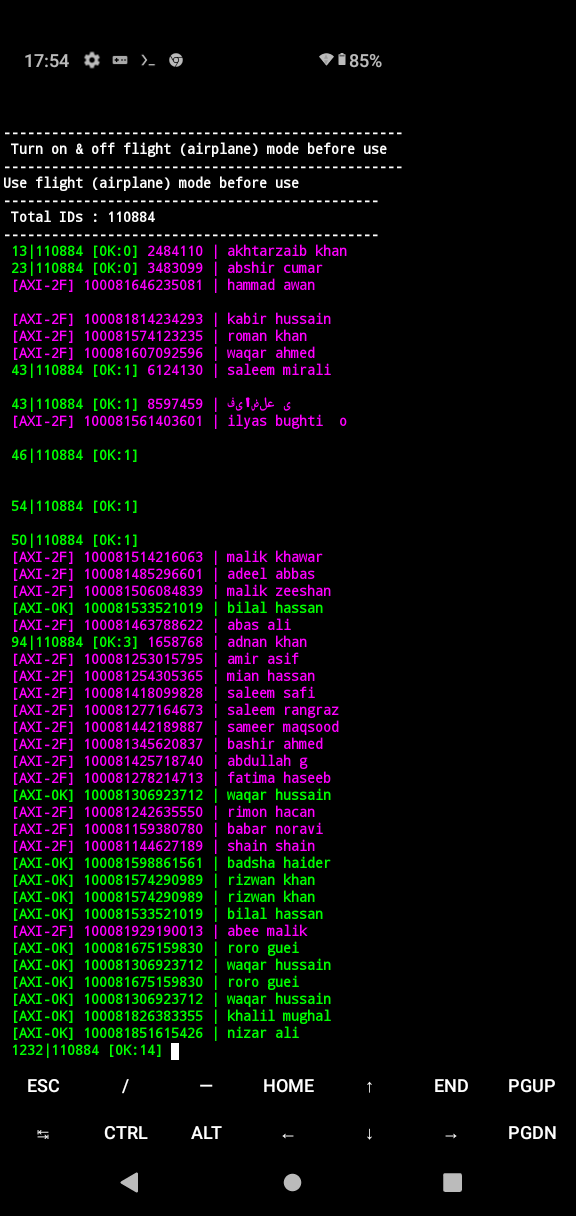 17:54 85%
Turn on & off flight (airplane) mode before use
Use flight (airplane) mode before use
Total IDs : 110884
13|110884 [OK:0] 2484110 | akhtarzaib khan
23|110884 [OK:0] 3483099 | abshir cumar
[AXI-2F] 100081646235081 | hammad awan
[AXI-2F] 100081814234293 | kabir hussain
[AXI-2F] 100081574123235 | roman khan
[AXI-2F] 100081607092596 | waqar ahmed
43|110884 [OK:1] 6124130 | saleem mirali
43|110884 [OK:1] 8597459 |
[AXI-2F] 100081561403601 | ilyas bughti  o
46|110884 [OK:1]
54|110884 [OK:1]
50|110884 [OK:1]
[AXI-2F] 100081514216063 | malik khawar
[AXI-2F] 100081485296601 | adeel abbas
[AXI-2F] 100081506084839 | malik zeeshan
[AXI-OK] 100081533521019 | bilal hassan
[AXI-2F] 100081463788622 | abas ali
94|110884 [OK:3] 1658768 | adnan khan
[AXI-2F] 100081253015795 | amir asif
[AXI-2F] 100081254305365 | mian hassan
[AXI-2F] 100081418099828 | saleem safi
[AXI-2F] 100081277164673 | saleem rangraz
[AXI-2F] 100081442189887 | sameer maqsood
[AXI-2F] 100081345620837 | bashir ahmed
[AXI-2F] 100081425718740 | abdullah g
[AXI-2F] 100081278214713 | fatima haseeb
[AXI-OK] 100081306923712 | waqar hussain
[AXI-2F] 100081242635550 | rimon hacan
[AXI-2F] 100081159380780 | babar noravi
[AXI-2F] 100081144627189 | shain shain
[AXI-OK] 100081598861561 | badsha haider
[AXI-OK] 100081574290989 | rizwan khan
[AXI-OK] 100081574290989 | rizwan khan
[AXI-OK] 100081533521019 | bilal hassan
[AXI-2F] 100081929190013 | abee malik
[AXI-OK] 100081675159830 | roro guei
[AXI-OK] 100081306923712 | waqar hussain
[AXI-OK] 100081675159830 | roro guei
[AXI-OK] 100081306923712 | waqar hussain
[AXI-OK] 100081826383355 | khalil mughal
[AXI-OK] 100081851615426 | nizar ali
1232|110884 [OK:14]
ESC / — HOME ↑ END PGUP
↹ CTRL ALT ← ↓ → PGDN